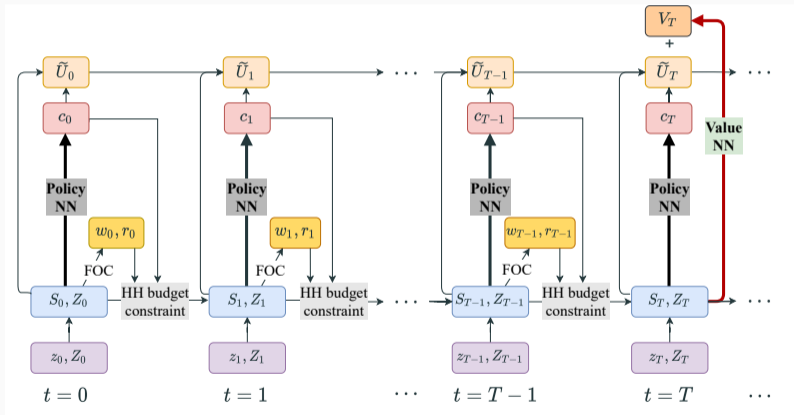 V_T
+
Ũ_0 Ũ_1 ⋯ Ũ_{T−1} Ũ_T ⋯
c_0 c_1 c_{T−1} c_T
Value
NN
Policy Policy Policy Policy
NN NN NN NN
w_0, r_0 w_1, r_1 w_{T−1}, r_{T−1}
FOC FOC FOC
S_0, Z_0 HH budget S_1, Z_1 HH budget ⋯ S_{T−1}, Z_{T−1} HH budget S_T, Z_T ⋯
constraint constraint constraint
z_0, Z_0 z_1, Z_1 z_{T−1}, Z_{T−1} z_T, Z_T
t = 0 t = 1 ⋯ t = T − 1 t = T ⋯